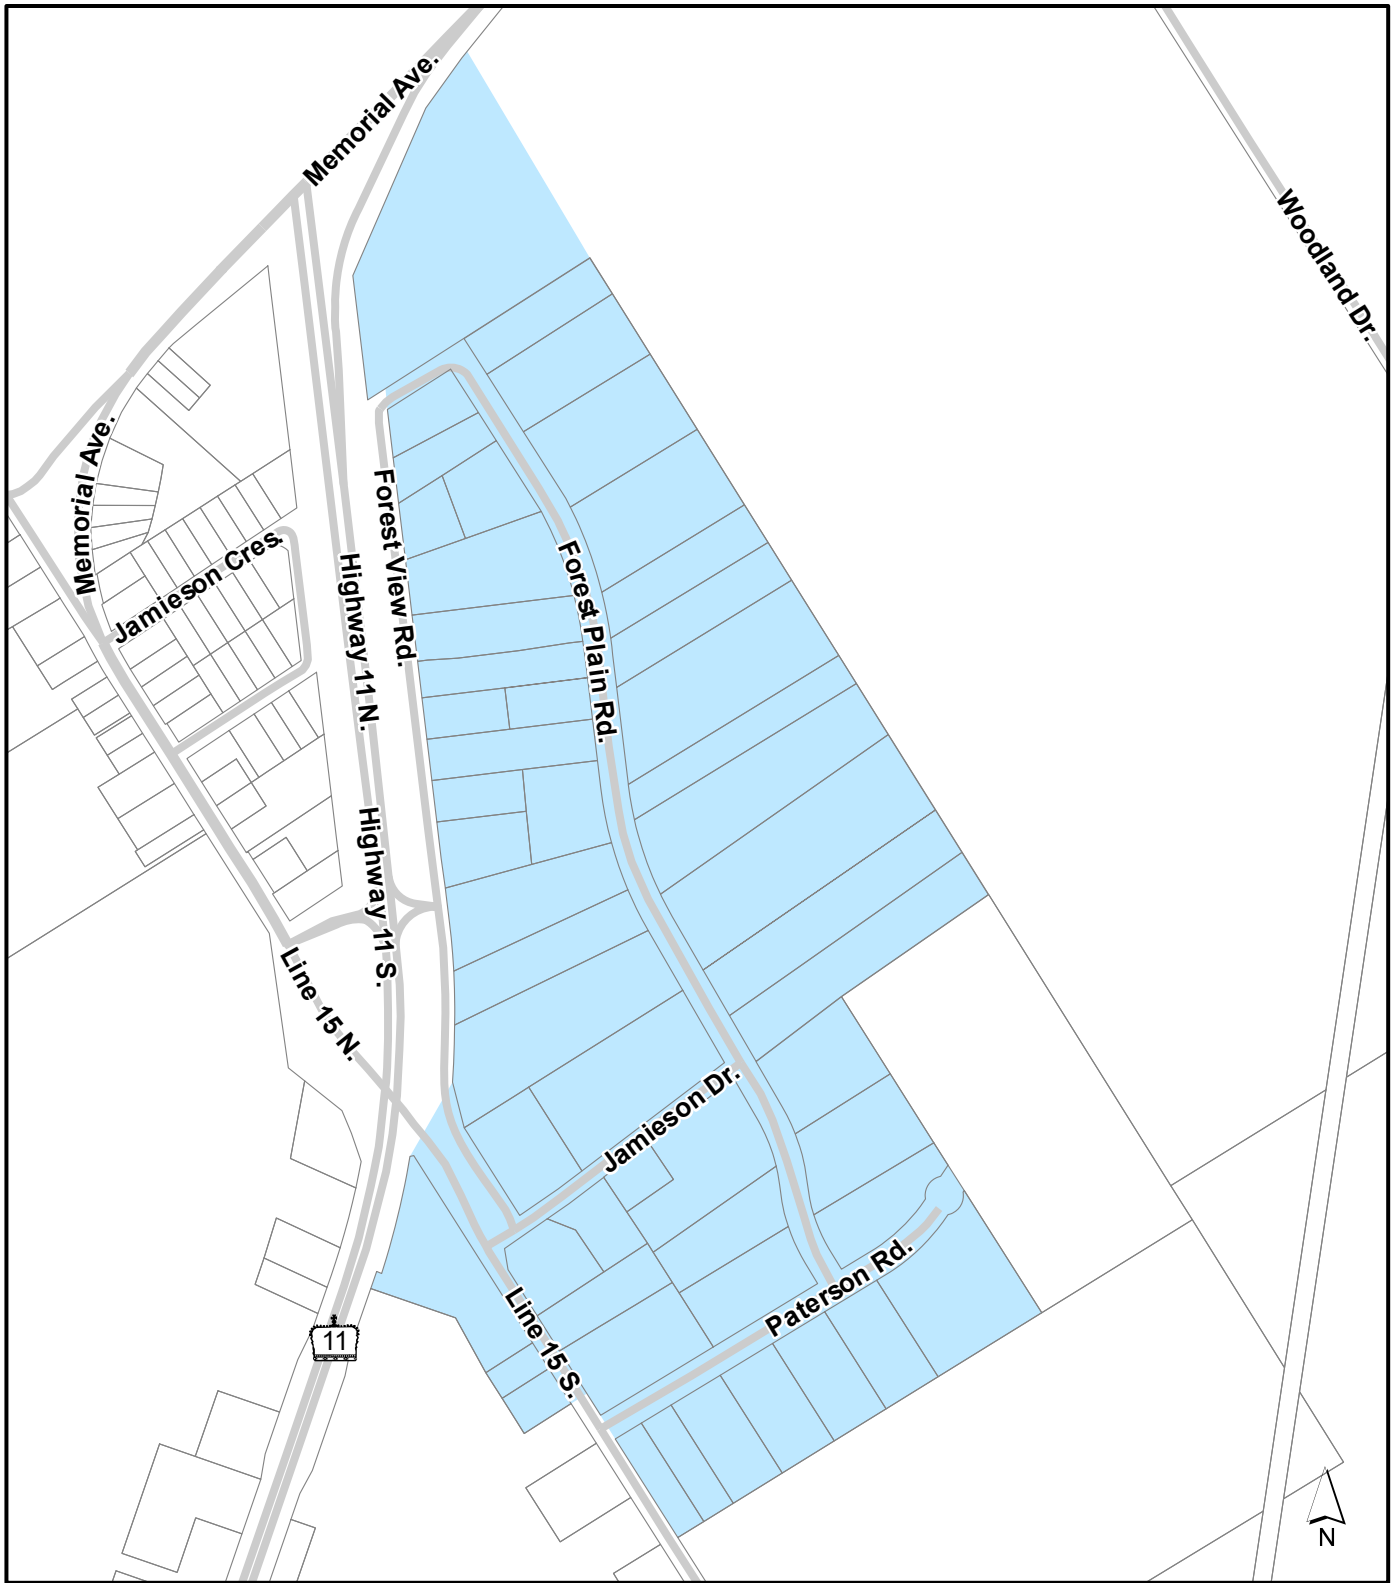 Memorial Ave.
Woodland Dr.
Memorial Ave.
Jamieson Cres.
Highway 11 N.
Forest View Rd.
Forest Plain Rd.
Highway 11 S.
Line 15 N.
Jamieson Dr.
Paterson Rd.
Line 15 S.
11
N